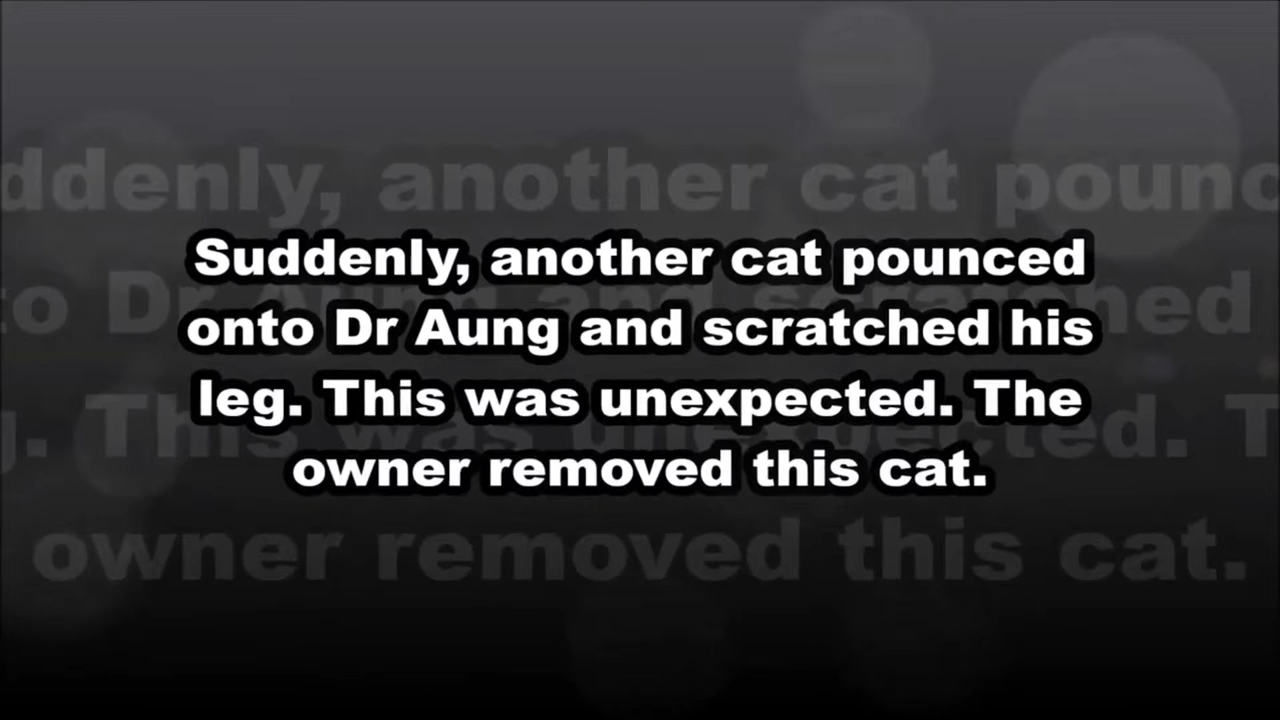 Suddenly, another cat pounced
onto Dr Aung and scratched his
leg. This was unexpected. The
owner removed this cat.